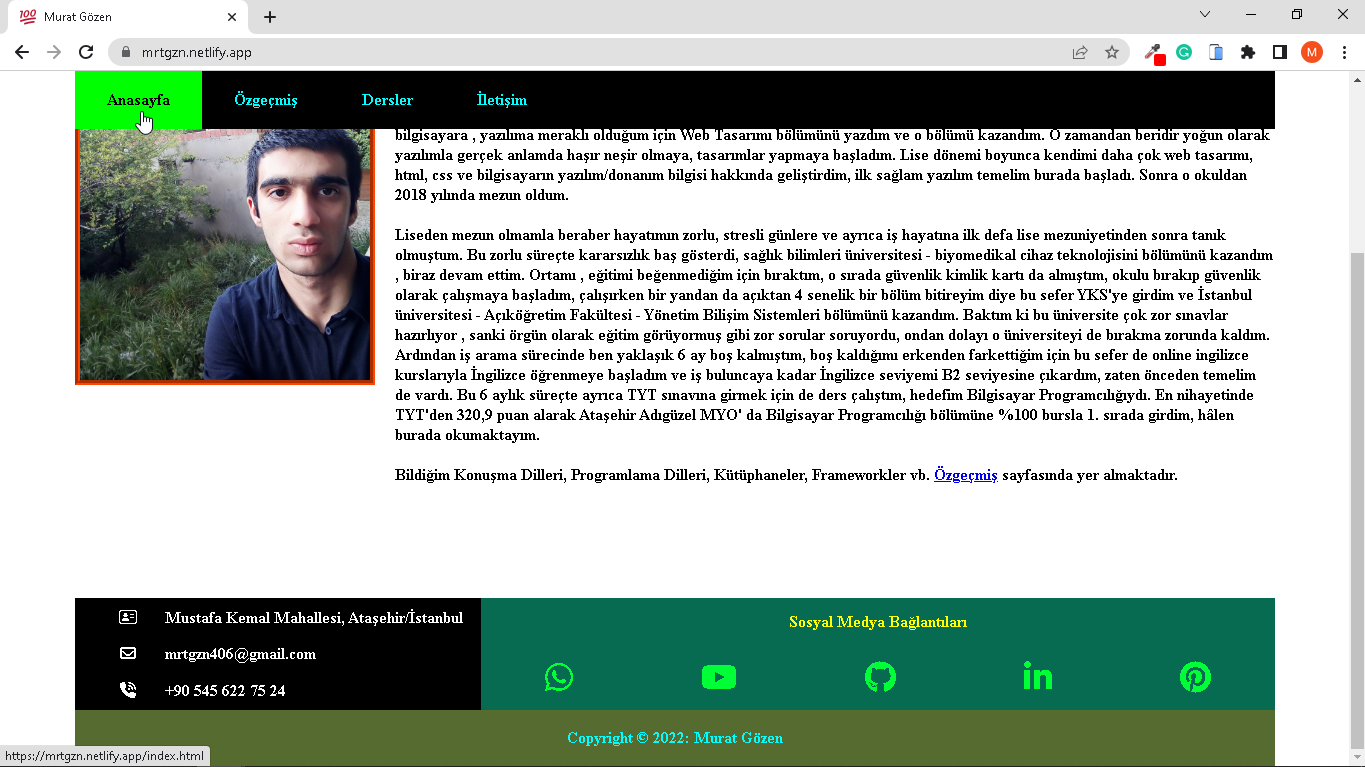 100 Murat Gözen
mrtgzn.netlify.app
M
Anasayfa Özgeçmiş Dersler İletişim
bilgisayara , yazılıma meraklı olduğum için Web Tasarımı bölümünü yazdım ve o bölümü kazandım. O zamandan beridir yoğun olarak
yazılımla gerçek anlamda haşır neşir olmaya, tasarımlar yapmaya başladım. Lise dönemi boyunca kendimi daha çok web tasarımı,
html, css ve bilgisayarın yazılım/donanım bilgisi hakkında geliştirdim, ilk sağlam yazılım temelim burada başladı. Sonra o okuldan
2018 yılında mezun oldum.
Liseden mezun olmamla beraber hayatımın zorlu, stresli günlere ve ayrıca iş hayatına ilk defa lise mezuniyetinden sonra tanık
olmuştum. Bu zorlu süreçte kararsızlık baş gösterdi, sağlık bilimleri üniversitesi - biyomedikal cihaz teknolojisini bölümünü kazandım
, biraz devam ettim. Ortamı , eğitimi beğenmediğim için bıraktım, o sırada güvenlik kimlik kartı da almıştım, okulu bırakıp güvenlik
olarak çalışmaya başladım, çalışırken bir yandan da açıktan 4 senelik bir bölüm bitireyim diye bu sefer YKS'ye girdim ve İstanbul
üniversitesi - Açıköğretim Fakültesi - Yönetim Bilişim Sistemleri bölümünü kazandım. Baktım ki bu üniversite çok zor sınavlar
hazırlıyor , sanki örgün olarak eğitim görüyormuş gibi zor sorular soruyordu, ondan dolayı o üniversiteyi de bırakma zorunda kaldım.
Ardından iş arama sürecinde ben yaklaşık 6 ay boş kalmıştım, boş kaldığımı erkenden farkettiğim için bu sefer de online ingilizce
kurslarıyla İngilizce öğrenmeye başladım ve iş buluncaya kadar İngilizce seviyemi B2 seviyesine çıkardım, zaten önceden temelim
de vardı. Bu 6 aylık süreçte ayrıca TYT sınavına girmek için de ders çalıştım, hedefim Bilgisayar Programcılığıydı. En nihayetinde
TYT'den 320,9 puan alarak Ataşehir Adıgüzel MYO' da Bilgisayar Programcılığı bölümüne %100 bursla 1. sırada girdim, hâlen
burada okumaktayım.
Bildiğim Konuşma Dilleri, Programlama Dilleri, Kütüphaneler, Frameworkler vb. Özgeçmiş sayfasında yer almaktadır.
Mustafa Kemal Mahallesi, Ataşehir/İstanbul
mrtgzn406@gmail.com
+90 545 622 75 24
Sosyal Medya Bağlantıları
Copyright © 2022: Murat Gözen
https://mrtgzn.netlify.app/index.html